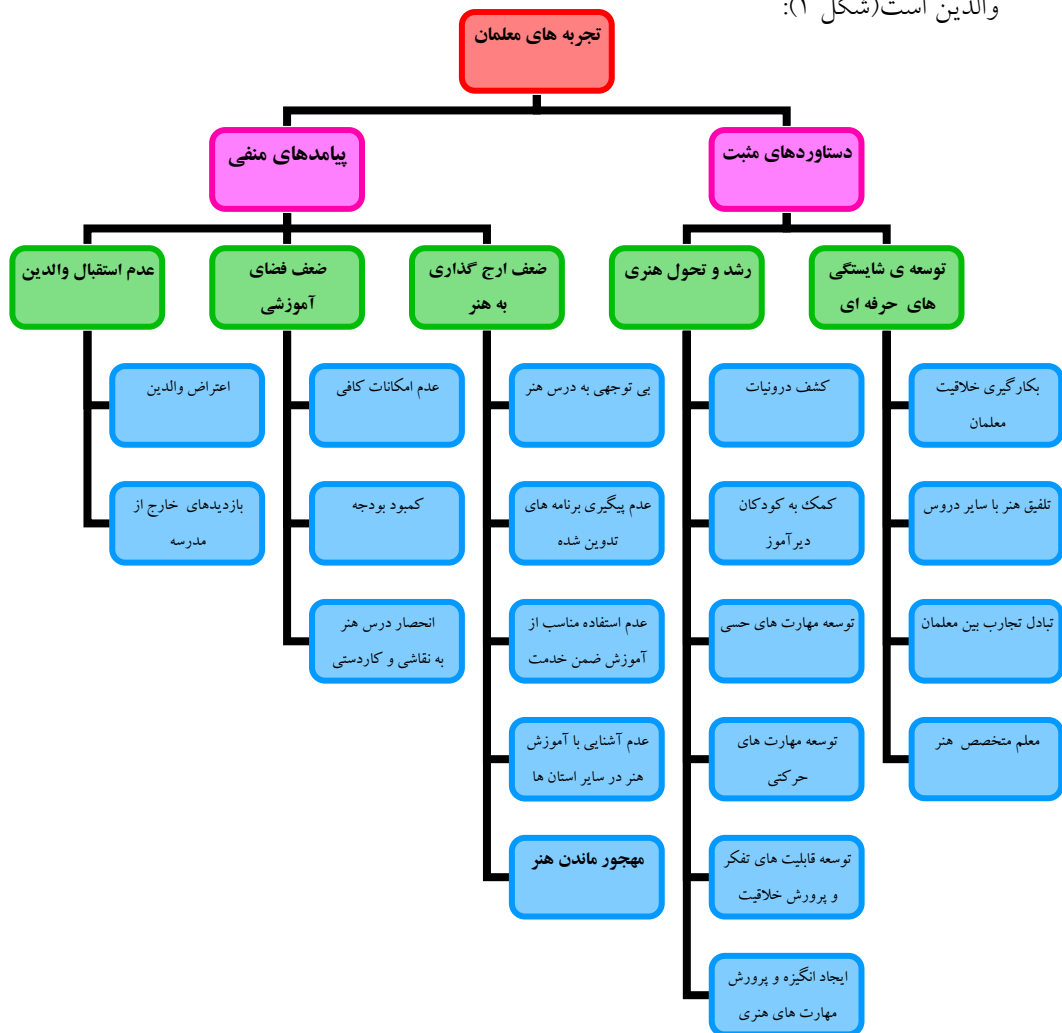 والدین است(شکل ۱):
تجربه های معلمان
دستاوردهای مثبت
پیامدهای منفی
توسعه ی شایستگی
های حرفه ای
رشد و تحول هنری
ضعف ارج گذاری
به هنر
ضعف فضای
آموزشی
عدم استقبال والدین
بکارگیری خلاقیت
معلمان
تلفیق هنر با سایر دروس
تبادل تجارب بین معلمان
معلم متخصص هنر
کشف درونیات
کمک به کودکان
دیرآموز
توسعه مهارت های حسی
توسعه مهارت های
حرکتی
توسعه قابلیت های تفکر
و پرورش خلاقیت
ایجاد انگیزه و پرورش
مهارت های هنری
بی توجهی به درس هنر
عدم پیگیری برنامه های
تدوین شده
عدم استفاده مناسب از
آموزش ضمن خدمت
عدم آشنایی با آموزش
هنر در سایر استان ها
مهجور ماندن هنر
عدم امکانات کافی
کمبود بودجه
انحصار درس هنر
به نقاشی و کاردستی
اعتراض والدین
بازدیدهای خارج از
مدرسه